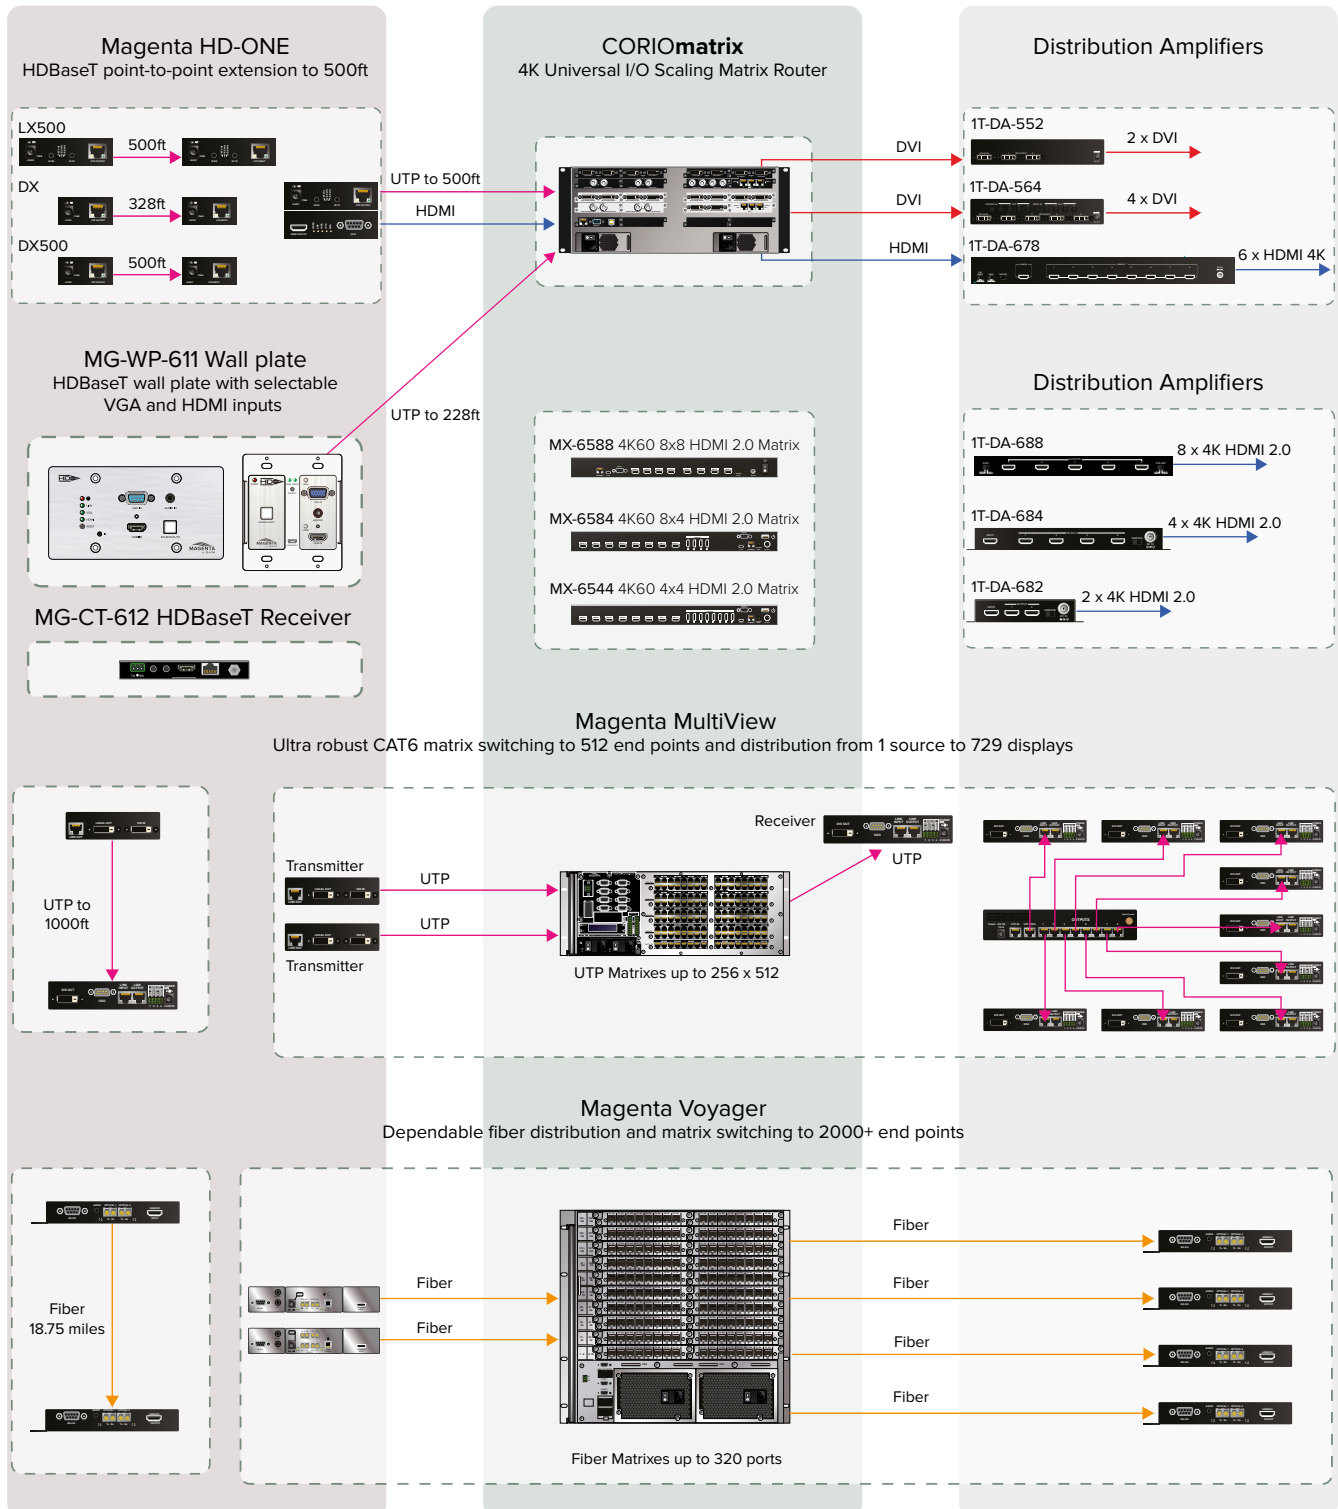 Magenta HD-ONE
HDBaseT point-to-point extension to 500ft
LX500
500ft
DX
328ft
DX500
500ft
UTP to 500ft
HDMI
CORIOmatrix
4K Universal I/O Scaling Matrix Router
DVI
DVI
HDMI
Distribution Amplifiers
1T-DA-552
2 x DVI
1T-DA-564
4 x DVI
1T-DA-678
6 x HDMI 4K
MG-WP-611 Wall plate
HDBaseT wall plate with selectable
VGA and HDMI inputs
UTP to 228ft
MAGENTA
MAGENTA
MG-CT-612 HDBaseT Receiver
MX-6588 4K60 8x8 HDMI 2.0 Matrix
MX-6584 4K60 8x4 HDMI 2.0 Matrix
MX-6544 4K60 4x4 HDMI 2.0 Matrix
Distribution Amplifiers
1T-DA-688
8 x 4K HDMI 2.0
1T-DA-684
4 x 4K HDMI 2.0
1T-DA-682
2 x 4K HDMI 2.0
Magenta MultiView
Ultra robust CAT6 matrix switching to 512 end points and distribution from 1 source to 729 displays
UTP to
1000ft
Transmitter
UTP
UTP
Transmitter
Receiver
UTP
UTP Matrixes up to 256 x 512
OUTPUTS
Magenta Voyager
Dependable fiber distribution and matrix switching to 2000+ end points
Fiber
18.75 miles
Fiber
Fiber
Fiber
Fiber
Fiber
Fiber
Fiber Matrixes up to 320 ports